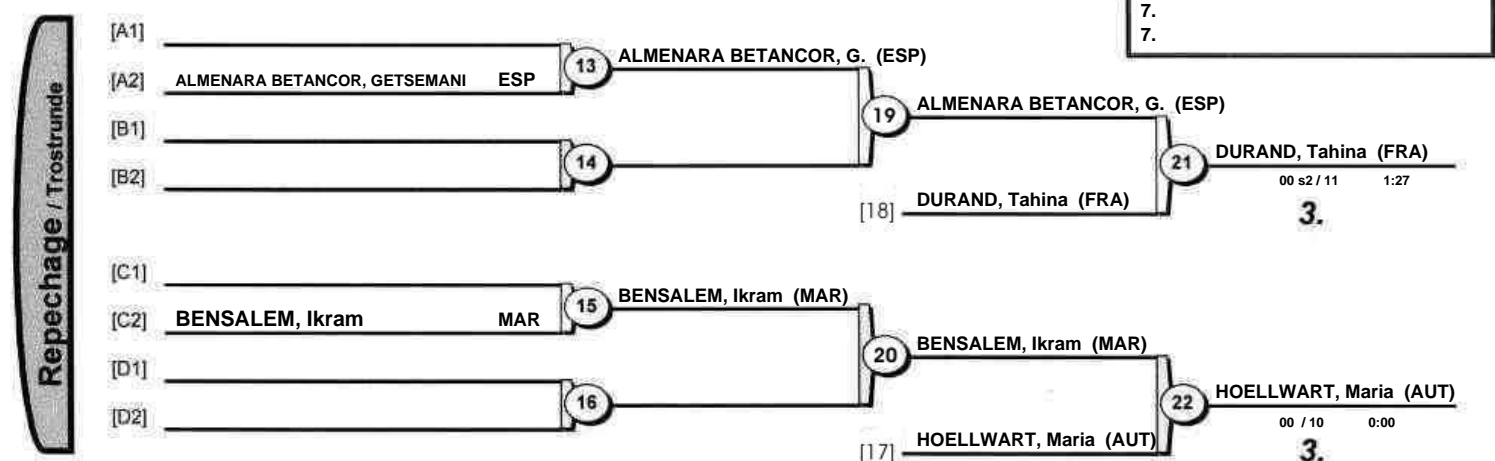 7.
7.
Repechage / Trostrunde
[A1]
[A2] ALMENARA BETANCOR, GETSEMANI ESP
13
ALMENARA BETANCOR, G. (ESP)
[B1]
[B2]
14
19
ALMENARA BETANCOR, G. (ESP)
[18] DURAND, Tahina (FRA)
21
DURAND, Tahina (FRA)
00 s2 / 11 1:27
3.
[C1]
[C2] BENSALEM, Ikram MAR
15
BENSALEM, Ikram (MAR)
[D1]
[D2]
16
20
BENSALEM, Ikram (MAR)
[17] HOELLWART, Maria (AUT)
22
HOELLWART, Maria (AUT)
00 / 10 0:00
3.